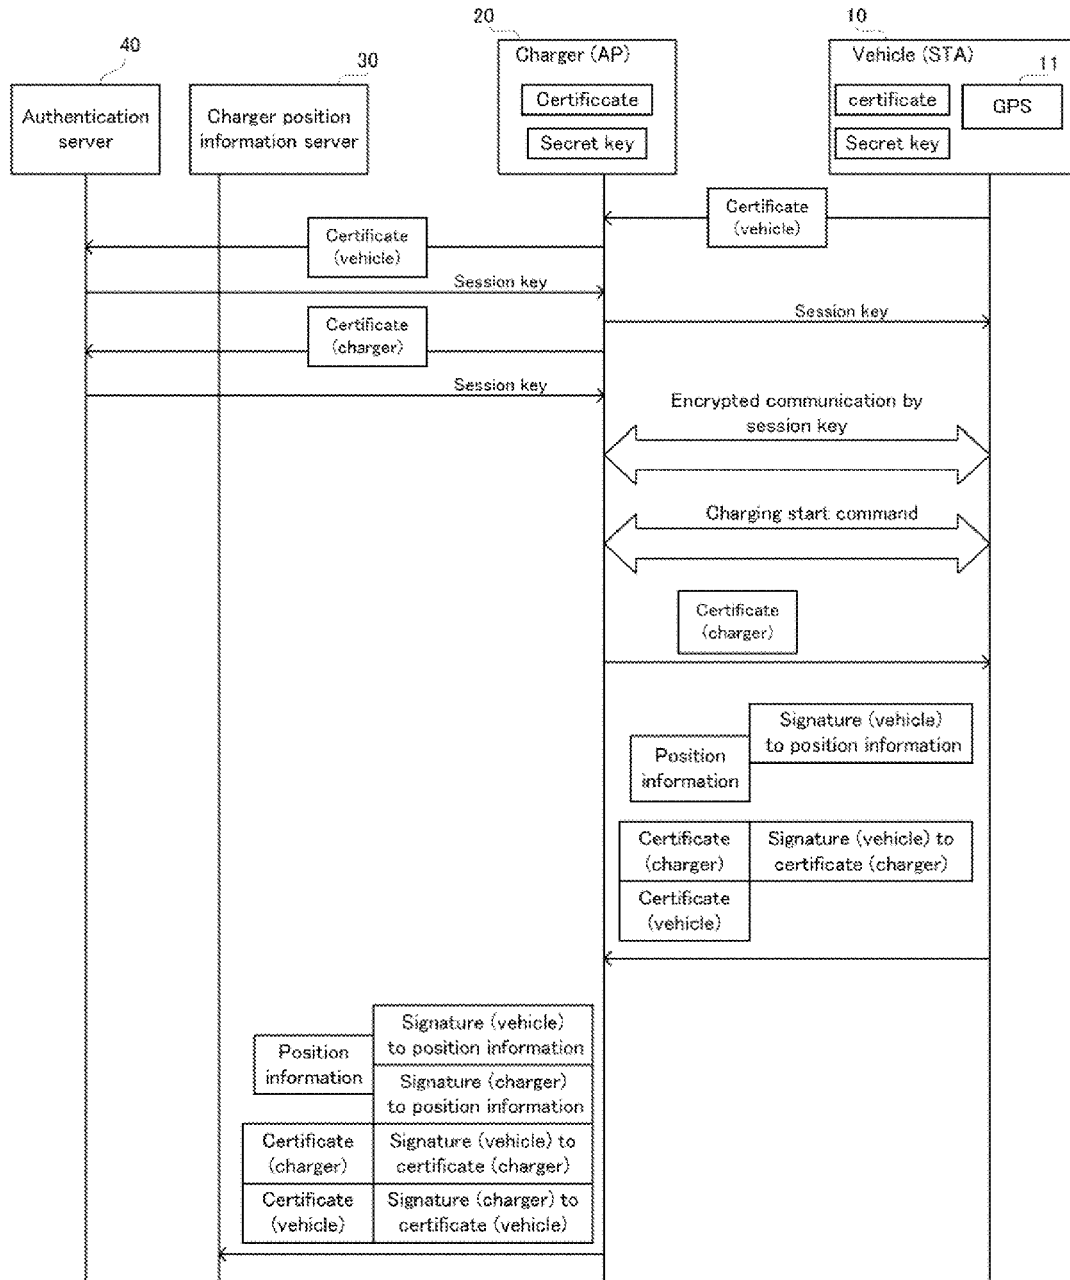 20
10
40
30
11
Charger (AP)
Vehicle (STA)
Authentication
server
Charger position
information server
Certificcate
Secret key
certificate
Secret key
GPS
Certificate
(vehicle)
Certificate
(vehicle)
Session key
Session key
Certificate
(charger)
Session key
Encrypted communication by
session key
Charging start command
Certificate
(charger)
Signature (vehicle)
to position information
Position
information
Certificate
(charger)
Signature (vehicle) to
certificate (charger)
Certificate
(vehicle)
Signature (vehicle)
to position information
Position
information
Signature (charger)
to position information
Certificate
(charger)
Signature (vehicle) to
certificate (charger)
Certificate
(vehicle)
Signature (charger) to
certificate (vehicle)